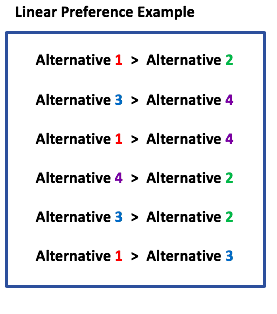 Linear Preference Example
Alternative 1 > Alternative 2
Alternative 3 > Alternative 4
Alternative 1 > Alternative 4
Alternative 4 > Alternative 2
Alternative 3 > Alternative 2
Alternative 1 > Alternative 3